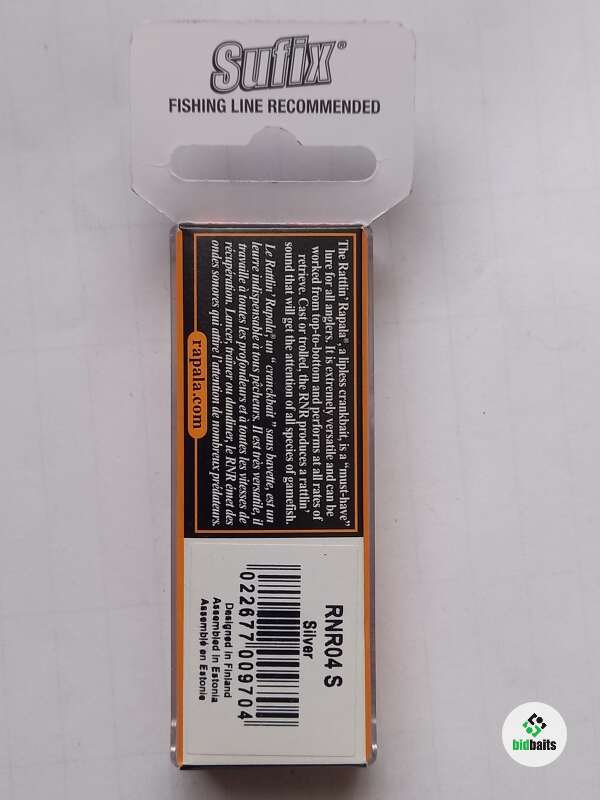 Sufix®
FISHING LINE RECOMMENDED
The Rattlin' Rapala®, a lipless crankbait, is a "must-have"
lure for all anglers. It is extremely versatile and can be
worked from top-to-bottom and performs at all rates of
retrieve. Cast or trolled, the RNR produces a rattlin'
sound that will get the attention of all species of gamefish.
Le Rattlin' Rapala®, un "cranckbait" sans bavette, est un
leurre indispensable à tous pêcheurs. Il est très versatile, il
travaille à toutes les profondeurs et à toutes les vitesses de
récupération. Lancer, traîner ou dandiner, le RNR émet des
ondes sonores qui attire l'attention de nombreux prédateurs.
rapala.com
RNR04 S
Silver
022677 009704
Designed in Finland
Assembled in Estonia
Assemblé en Estonie
bidbaits